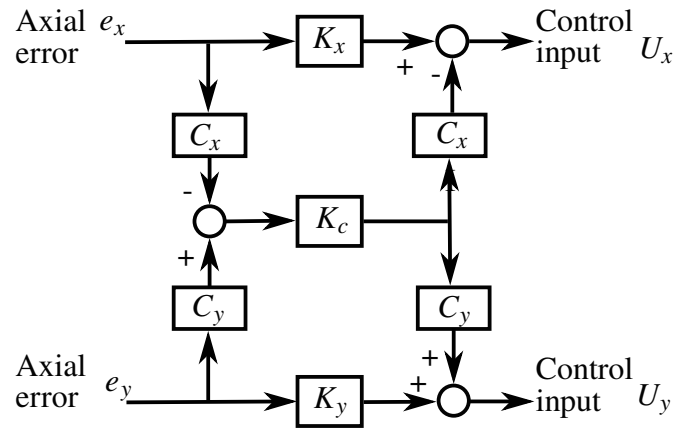 Axial error e_x
K_x
+
-
Control input U_x
C_x
C_x
-
K_c
+
C_y
C_y
+
Axial error e_y
K_y
+
Control input U_y